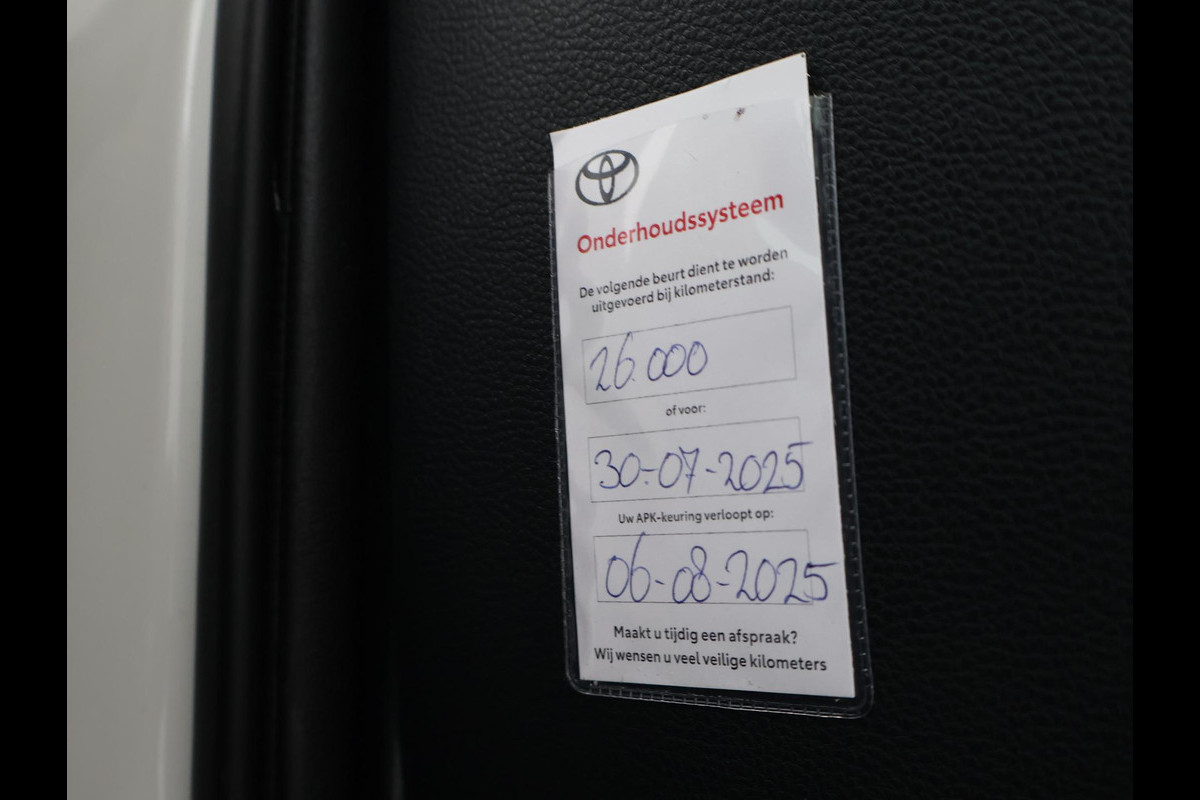 Onderhoudssysteem
De volgende beurt dient te worden
uitgevoerd bij kilometerstand:
26.000
of voor:
30-07-2025
Uw APK-keuring verloopt op:
06-08-2025
Maakt u tijdig een afspraak?
Wij wensen u veel veilige kilometers